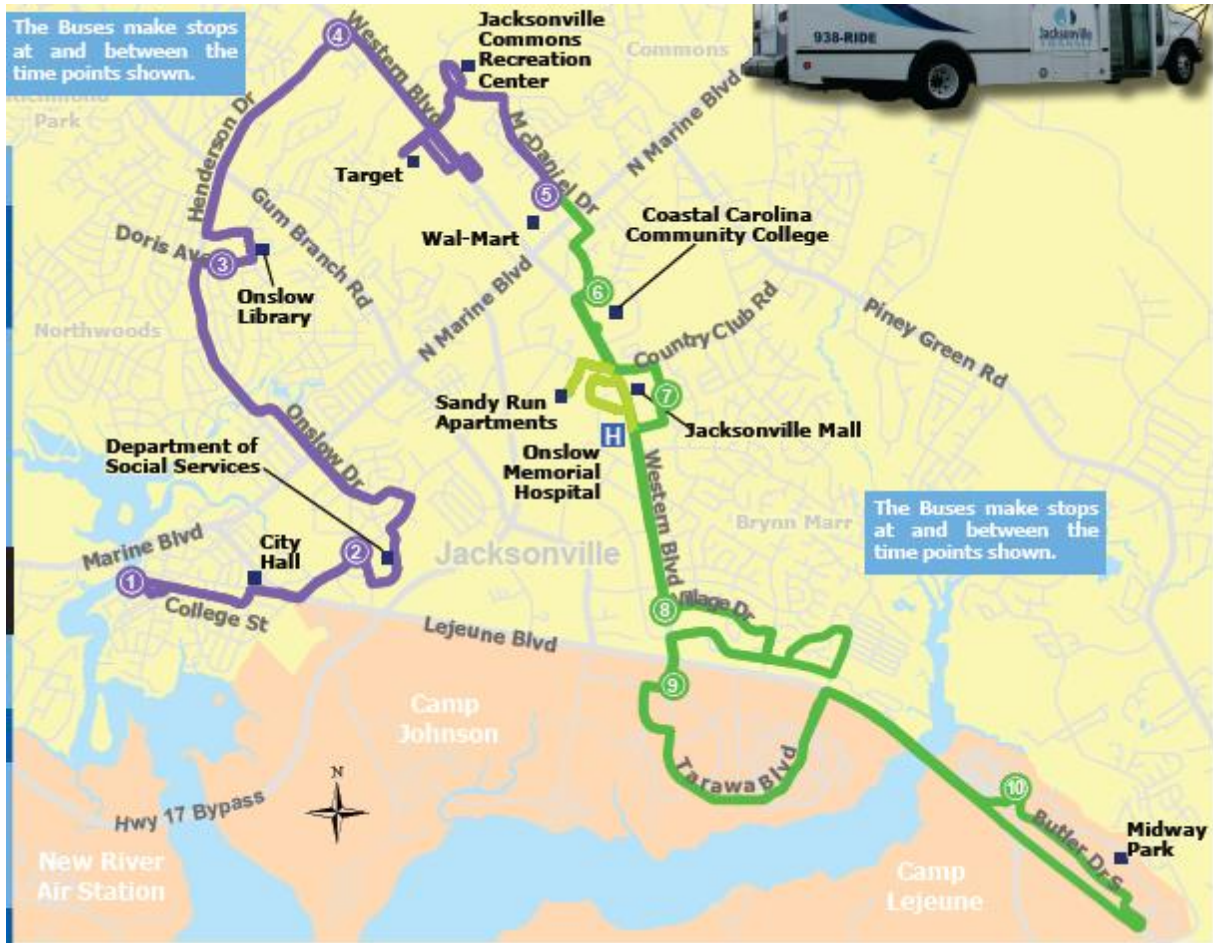 The Buses make stops
at and between the
time points shown.
Park
4
Western Blvd
Jacksonville
Commons
Recreation
Center
Commons
938-RIDE
Jacksonville
TRANSIT
Henderson Dr
Target
McDaniel Dr
N Marine Blvd
5
Wal-Mart
Coastal Carolina
Community College
Doris Ave
3
Onslow
Library
Gum Branch Rd
N Marine Blvd
6
Northwoods
Country Club Rd
Piney Green Rd
Sandy Run
Apartments
7
Jacksonville Mall
H
Onslow
Memorial
Hospital
Onslow Dr
Department of
Social Services
Western Blvd
Brynn Marr
The Buses make stops
at and between the
time points shown.
Marine Blvd
City
Hall
2
Jacksonville
1
College St
8
Village Dr
Lejeune Blvd
9
Camp
Johnson
Tarawa Blvd
N
10
Butler Dr S
Midway
Park
Hwy 17 Bypass
New River
Air Station
Camp
Lejeune